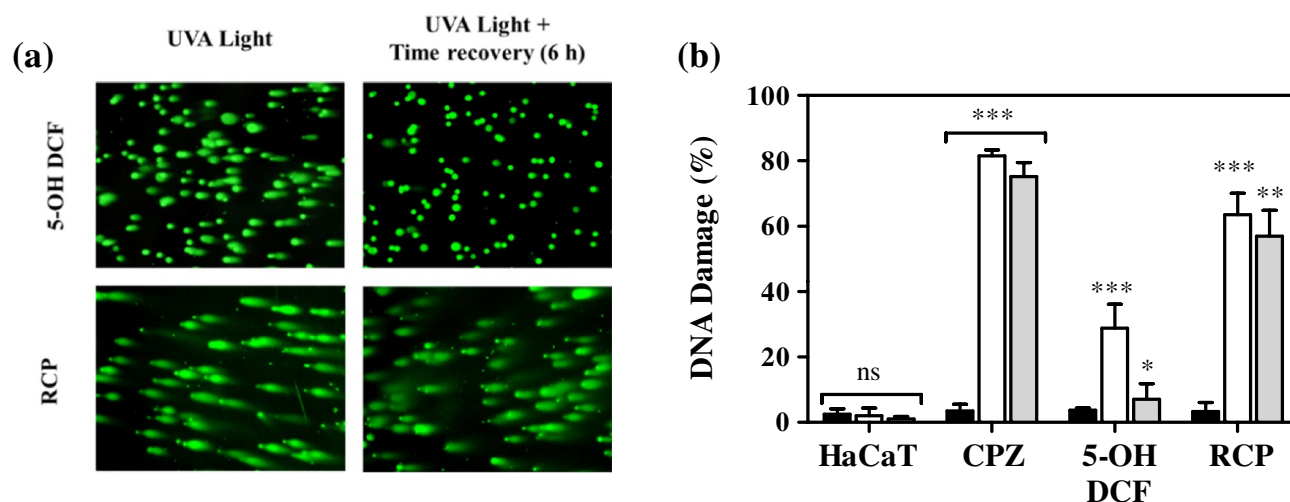 (a)
UVA Light
UVA Light +
Time recovery (6 h)
5-OH DCF
RCP
(b)
DNA Damage (%)
100
80
60
40
20
0
ns
***
***
*
***
**
HaCaT
CPZ
5-OH
DCF
RCP